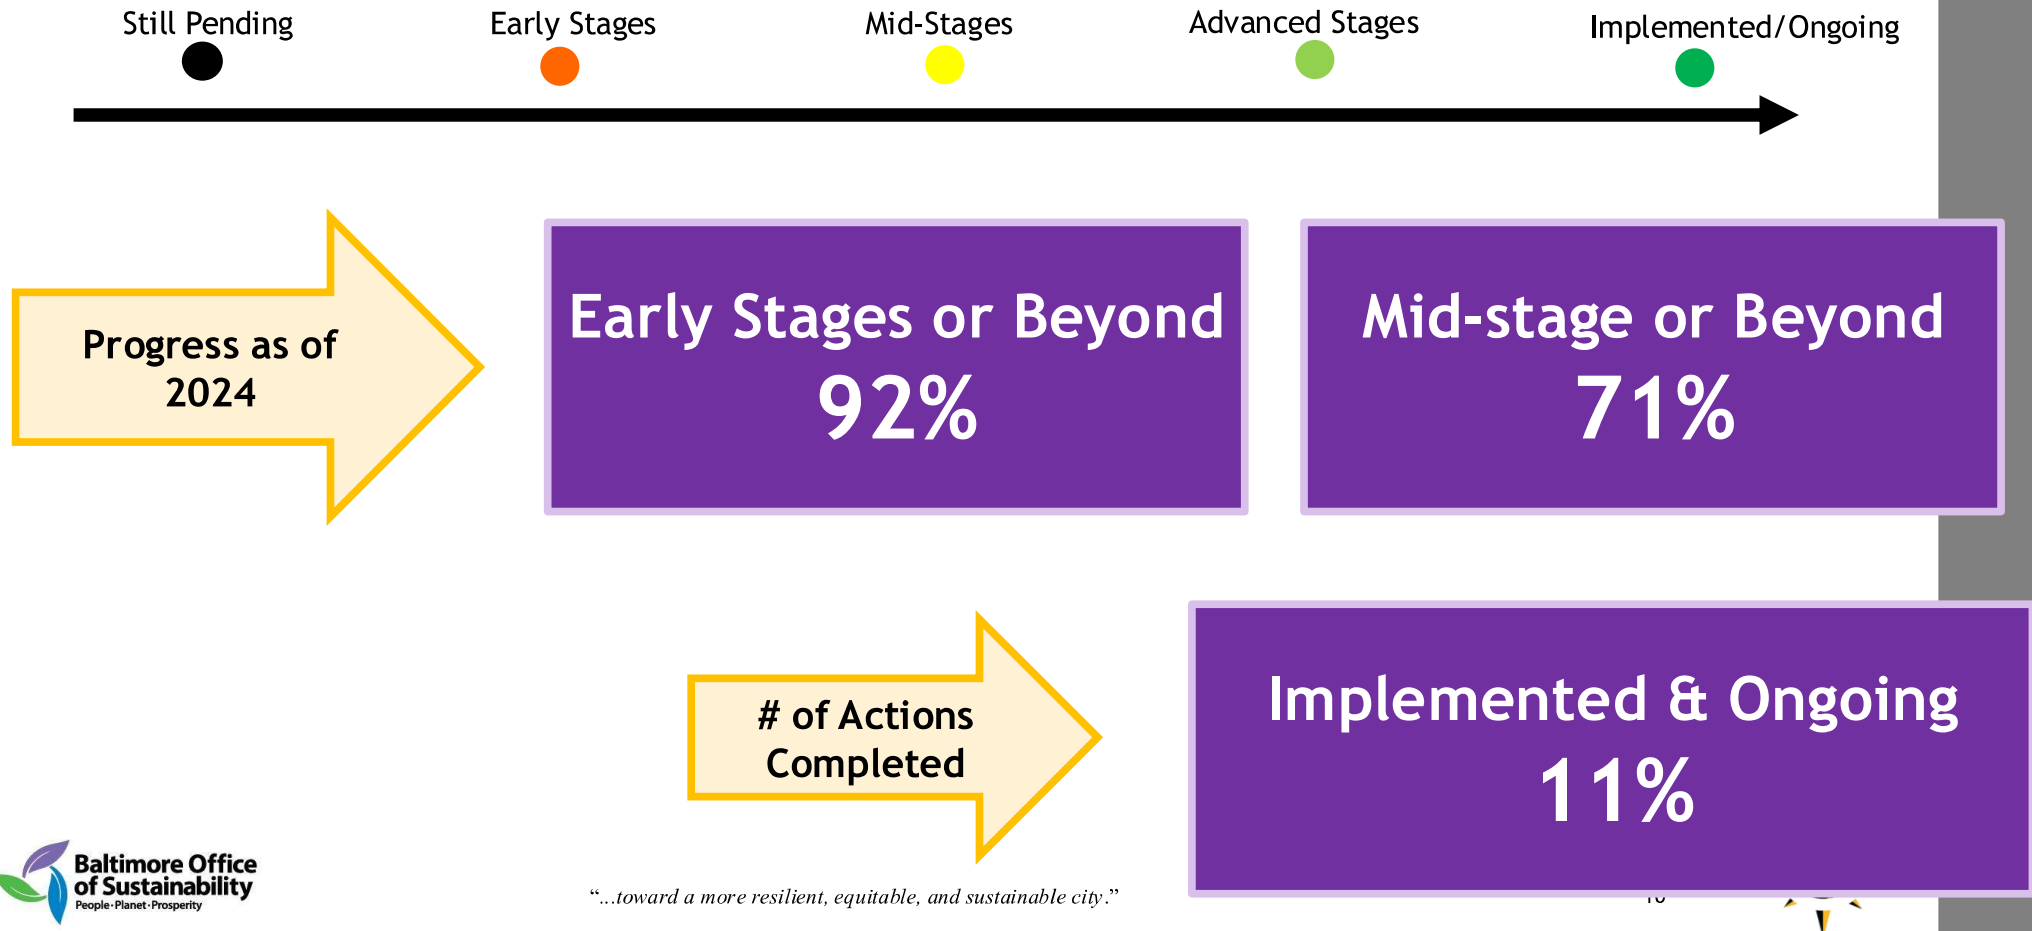 Still Pending
Early Stages
Mid-Stages
Advanced Stages
Implemented/Ongoing
Progress as of
2024
Early Stages or Beyond
92%
Mid-stage or Beyond
71%
# of Actions
Completed
Implemented & Ongoing
11%
Baltimore Office
of Sustainability
People·Planet·Prosperity
“...toward a more resilient, equitable, and sustainable city.”